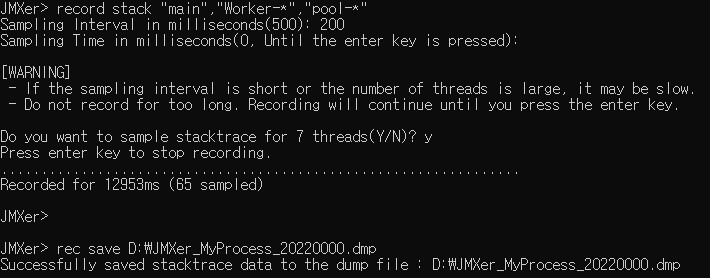 JMXer> record stack "main","Worker-*","pool-*"
Sampling Interval in milliseconds(500): 200
Sampling Time in milliseconds(0, Until the enter key is pressed):
[WARNING]
- If the sampling interval is short or the number of threads is large, it may be slow.
- Do not record for too long. Recording will continue until you press the enter key.
Do you want to sample stacktrace for 7 threads(Y/N)? y
Press enter key to stop recording.
.................................................................
Recorded for 12953ms (65 sampled)
JMXer>
JMXer> rec save D:₩JMXer_MyProcess_20220000.dmp
Successfully saved stacktrace data to the dump file : D:₩JMXer_MyProcess_20220000.dmp